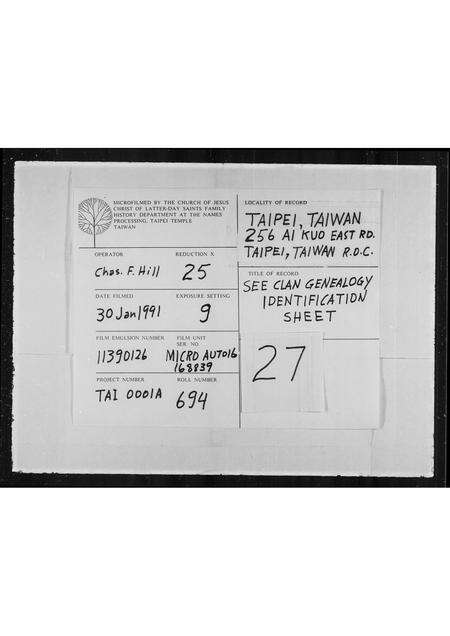 MICROFILMED BY THE CHURCH OF JESUS
CHRIST OF LATTER-DAY SAINTS FAMILY
HISTORY DEPARTMENT AT THE NAMES
PROCESSING, TAIPEI TEMPLE
TAIWAN
OPERATOR
Chas. F. Hill
REDUCTION X
25
DATE FILMED
30 Jan 1991
EXPOSURE SETTING
9
FILM EMULSION NUMBER
11390126
FILM UNIT
SER. NO.
MICRO AUTO16
168839
PROJECT NUMBER
TAI 0001A
ROLL NUMBER
694
LOCALITY OF RECORD
TAIPEI, TAIWAN
256 AI KUO EAST RD.
TAIPEI, TAIWAN R.O.C.
TITLE OF RECORD
SEE CLAN GENEALOGY
IDENTIFICATION
SHEET
27